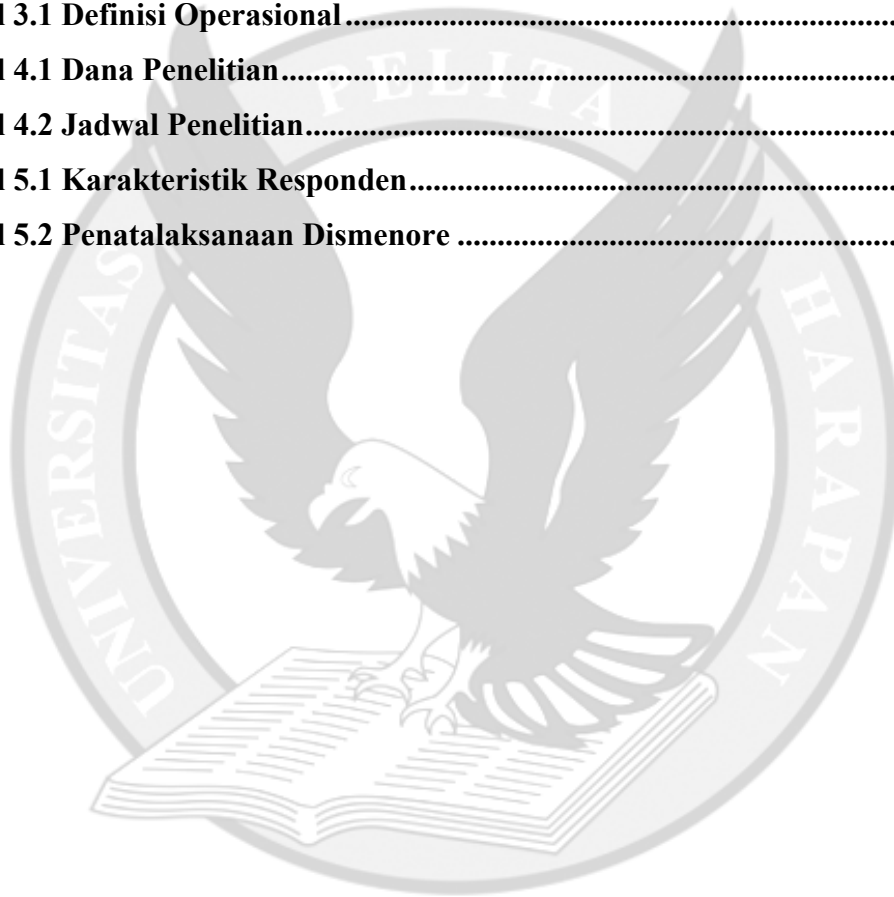 l 3.1 Definisi Operasional.......................................................................
l 4.1 Dana Penelitian.................................................................................
l 4.2 Jadwal Penelitian.............................................................................
l 5.1 Karakteristik Responden..............................................................
l 5.2 Penatalaksanaan Dismenore .......................................................
UNIVERSITAS PELITA HARAPAN